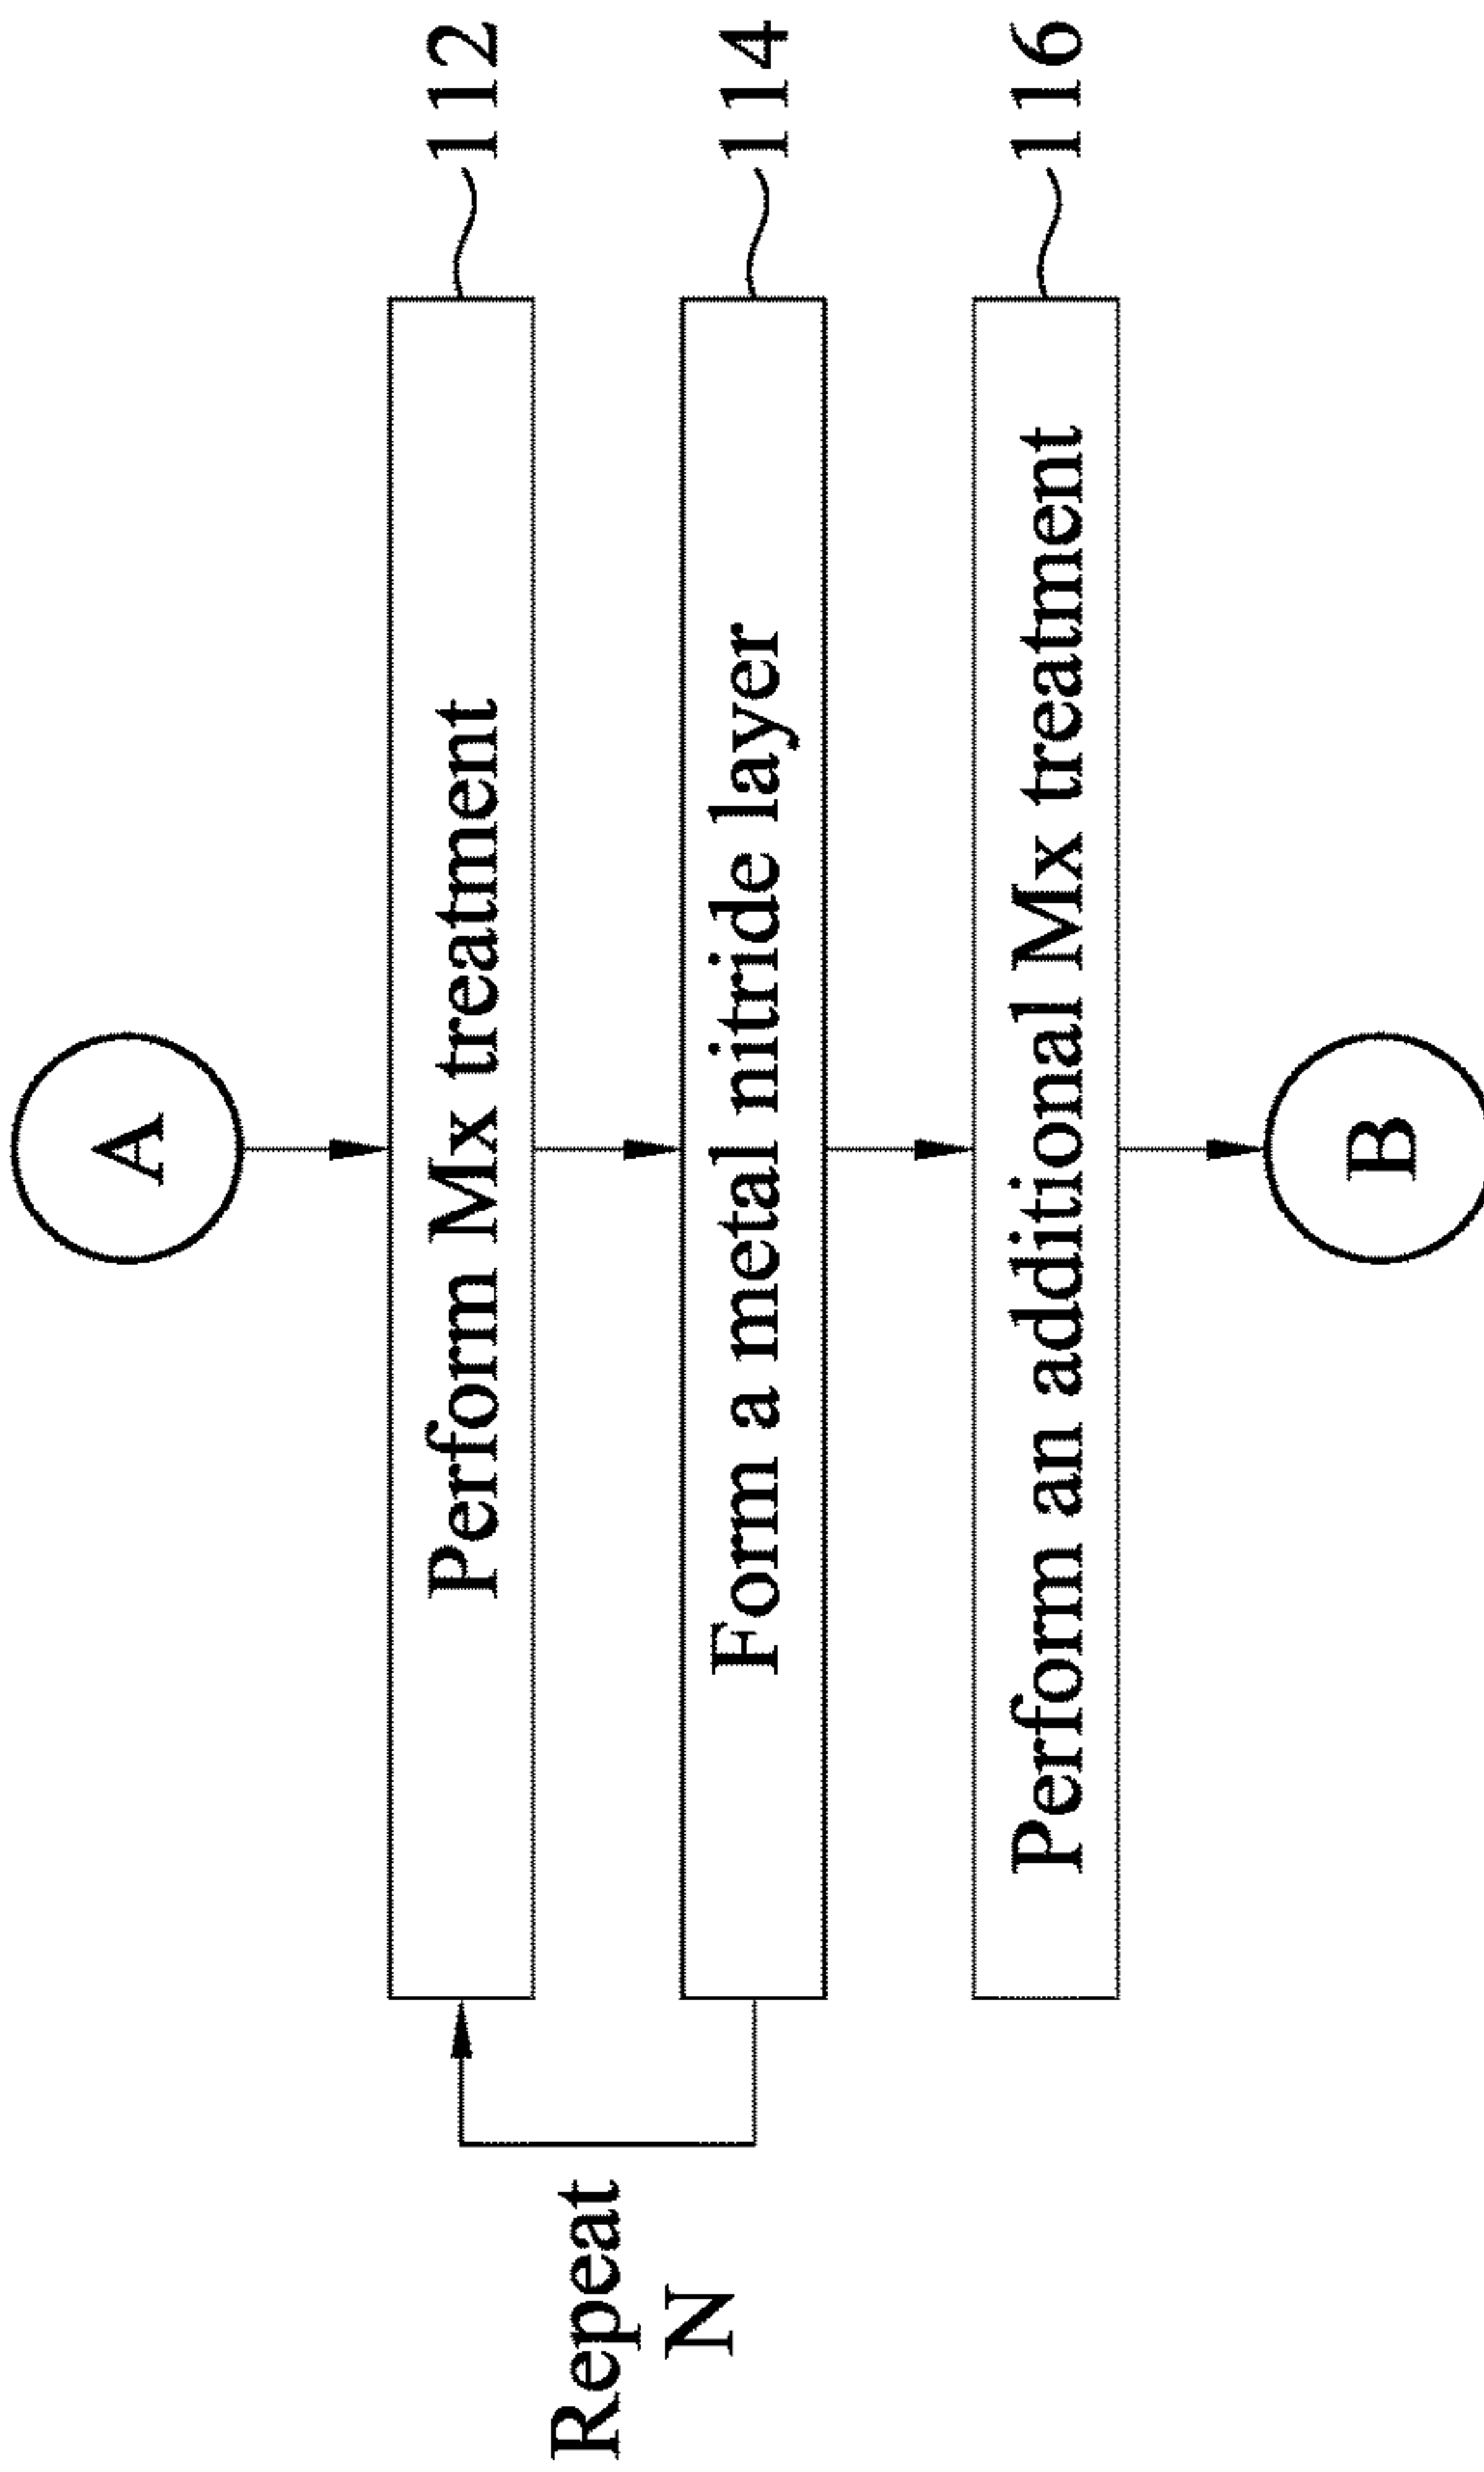 A
Perform Mx treatment
112
Repeat
N
Form a metal nitride layer
114
Perform an additional Mx treatment
116
B